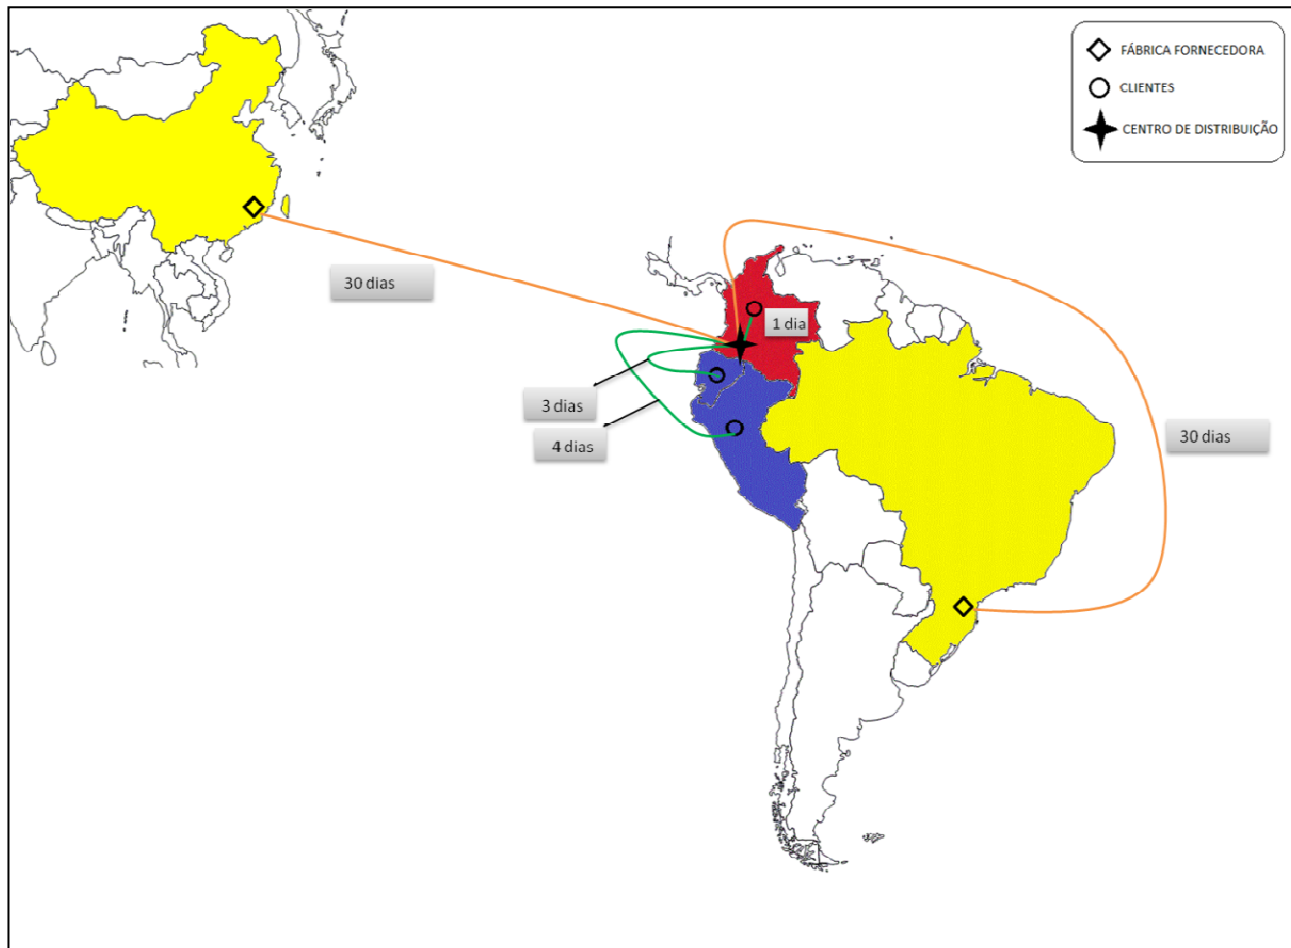 FÁBRICA FORNECEDORA
CLIENTES
CENTRO DE DISTRIBUIÇÃO
30 dias
1 dia
3 dias
4 dias
30 dias